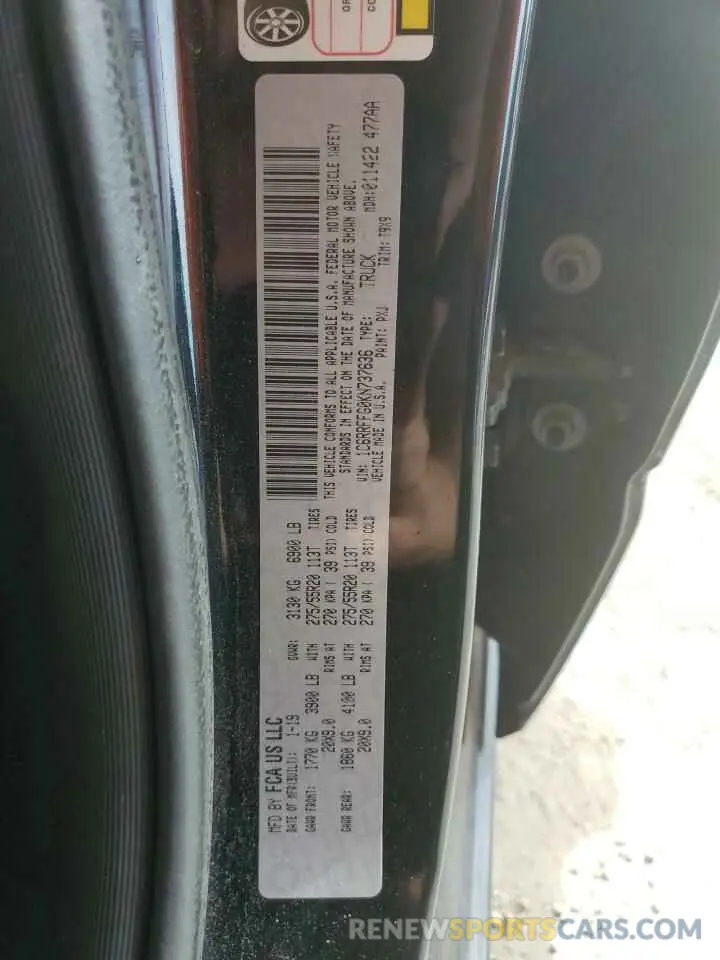 MFD BY FCA US LLC
DATE OF MFR(BUILT): 1-19
GVWR: 3130 KG 6900 LB
GAWR FRONT: 1770 KG 3900 LB WITH 275/55R20 113T TIRES
20X9.0 RIMS AT 270 KPA ( 39 PSI) COLD
GAWR REAR: 1860 KG 4100 LB WITH 275/55R20 113T TIRES
20X9.0 RIMS AT 270 KPA ( 39 PSI) COLD
THIS VEHICLE CONFORMS TO ALL APPLICABLE U.S.A. FEDERAL MOTOR VEHICLE SAFETY
STANDARDS IN EFFECT ON THE DATE OF MANUFACTURE SHOWN ABOVE.
VIN: 1C6RRFFG0KN737636 TYPE: TRUCK MDH:011422 477AA
VEHICLE MADE IN U.S.A. PAINT: PXJ TRIM: T9X9
RENEWSPORTSCARS.COM